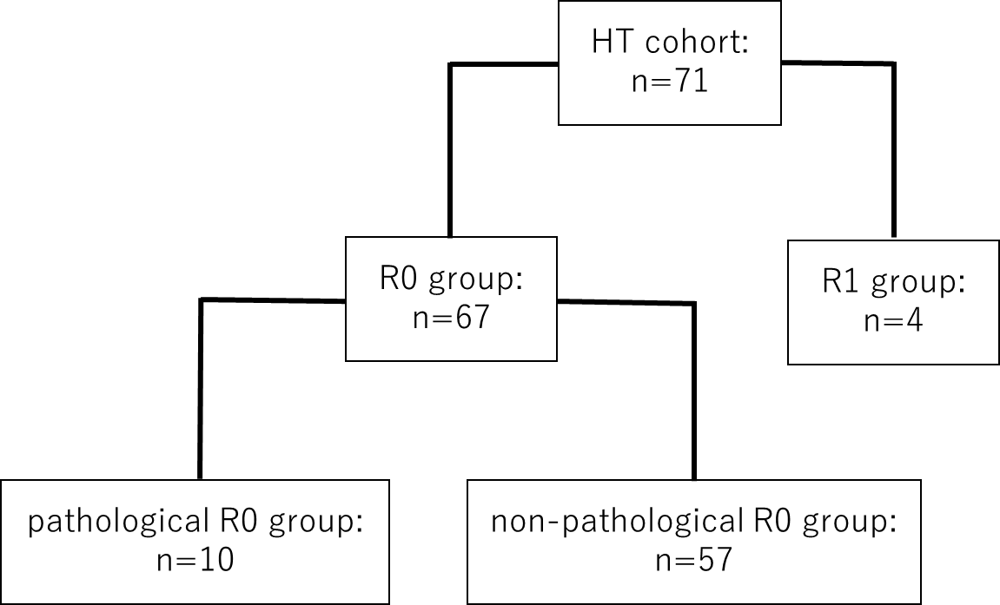 HT cohort:
n=71
R0 group:
n=67
R1 group:
n=4
pathological R0 group:
n=10
non-pathological R0 group:
n=57